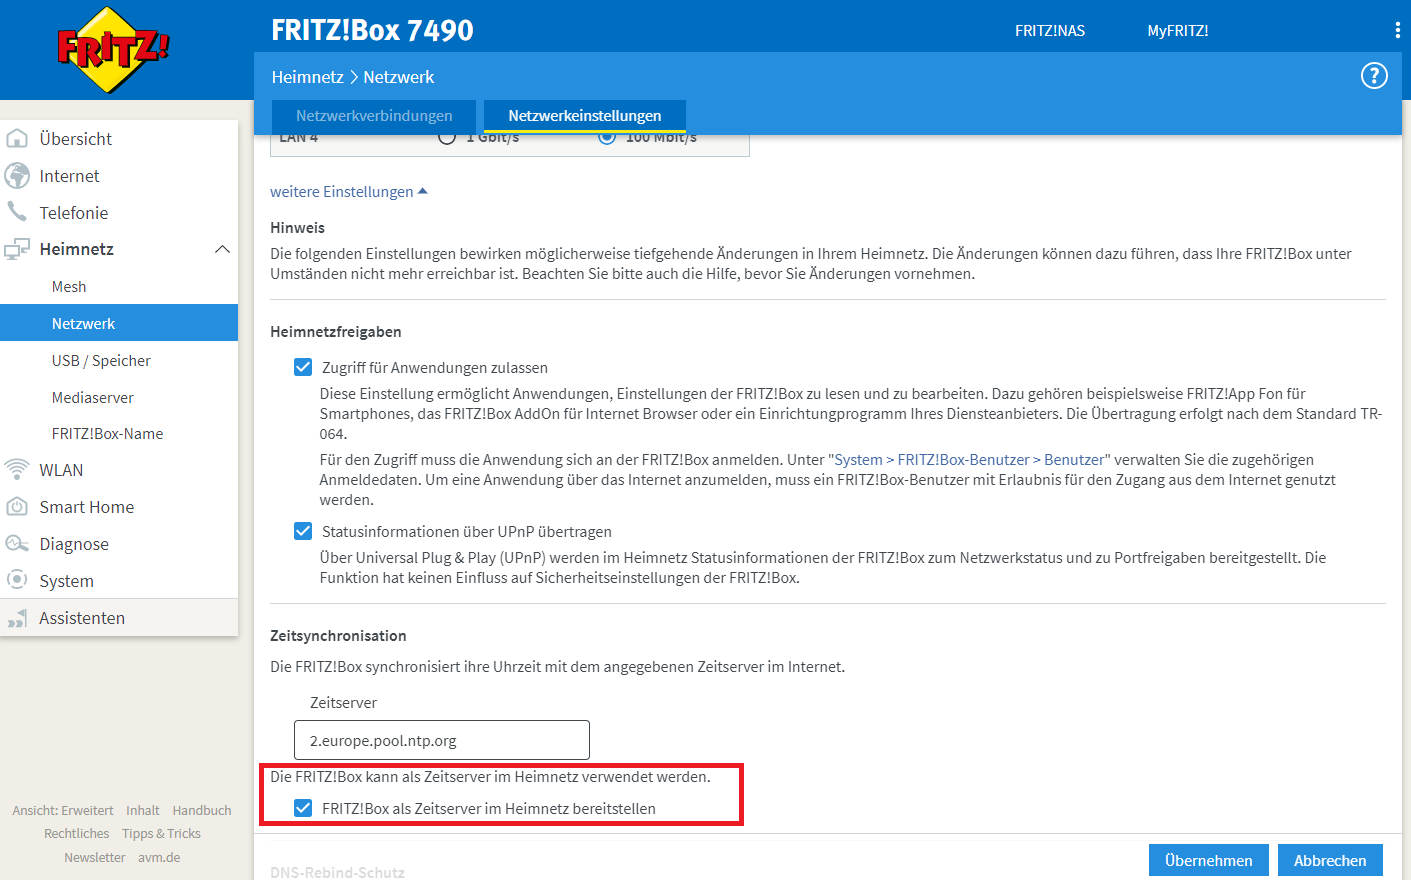 FRITZ!
FRITZ!Box 7490
FRITZ!NAS
MyFRITZ!
Heimnetz > Netzwerk
?
Netzwerkverbindungen
Netzwerkeinstellungen
Übersicht
Internet
Telefonie
Heimnetz
Mesh
Netzwerk
USB / Speicher
Mediaserver
FRITZ!Box-Name
WLAN
Smart Home
Diagnose
System
Assistenten
Ansicht: Erweitert Inhalt Handbuch
Rechtliches Tipps & Tricks
Newsletter avm.de
LAN 4 1 Gbit/s 100 Mbit/s
weitere Einstellungen
Hinweis
Die folgenden Einstellungen bewirken möglicherweise tiefgehende Änderungen in Ihrem Heimnetz. Die Änderungen können dazu führen, dass Ihre FRITZ!Box unter
Umständen nicht mehr erreichbar ist. Beachten Sie bitte auch die Hilfe, bevor Sie Änderungen vornehmen.
Heimnetzfreigaben
Zugriff für Anwendungen zulassen
Diese Einstellung ermöglicht Anwendungen, Einstellungen der FRITZ!Box zu lesen und zu bearbeiten. Dazu gehören beispielsweise FRITZ!App Fon für
Smartphones, das FRITZ!Box AddOn für Internet Browser oder ein Einrichtungprogramm Ihres Diensteanbieters. Die Übertragung erfolgt nach dem Standard TR-
064.
Für den Zugriff muss die Anwendung sich an der FRITZ!Box anmelden. Unter "System > FRITZ!Box-Benutzer > Benutzer" verwalten Sie die zugehörigen
Anmeldedaten. Um eine Anwendung über das Internet anzumelden, muss ein FRITZ!Box-Benutzer mit Erlaubnis für den Zugang aus dem Internet genutzt
werden.
Statusinformationen über UPnP übertragen
Über Universal Plug & Play (UPnP) werden im Heimnetz Statusinformationen der FRITZ!Box zum Netzwerkstatus und zu Portfreigaben bereitgestellt. Die
Funktion hat keinen Einfluss auf Sicherheitseinstellungen der FRITZ!Box.
Zeitsynchronisation
Die FRITZ!Box synchronisiert ihre Uhrzeit mit dem angegebenen Zeitserver im Internet.
Zeitserver
2.europe.pool.ntp.org
Die FRITZ!Box kann als Zeitserver im Heimnetz verwendet werden.
FRITZ!Box als Zeitserver im Heimnetz bereitstellen
DNS-Rebind-Schutz
Übernehmen
Abbrechen